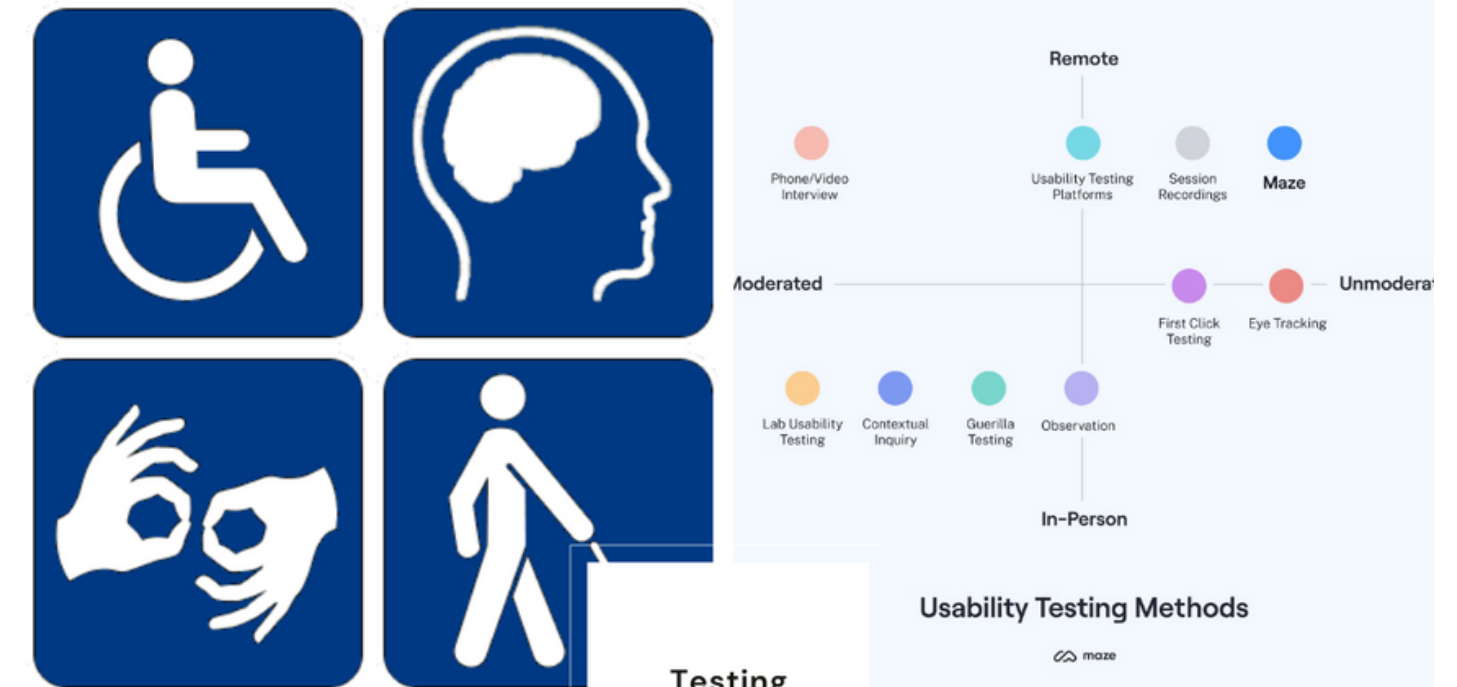 Remote
Phone/Video
Interview
Usability Testing
Platforms
Session
Recordings
Maze
Moderated
Unmoderat
First Click
Testing
Eye Tracking
Lab Usability
Testing
Contextual
Inquiry
Guerilla
Testing
Observation
In-Person
Usability Testing Methods
maze
Testing